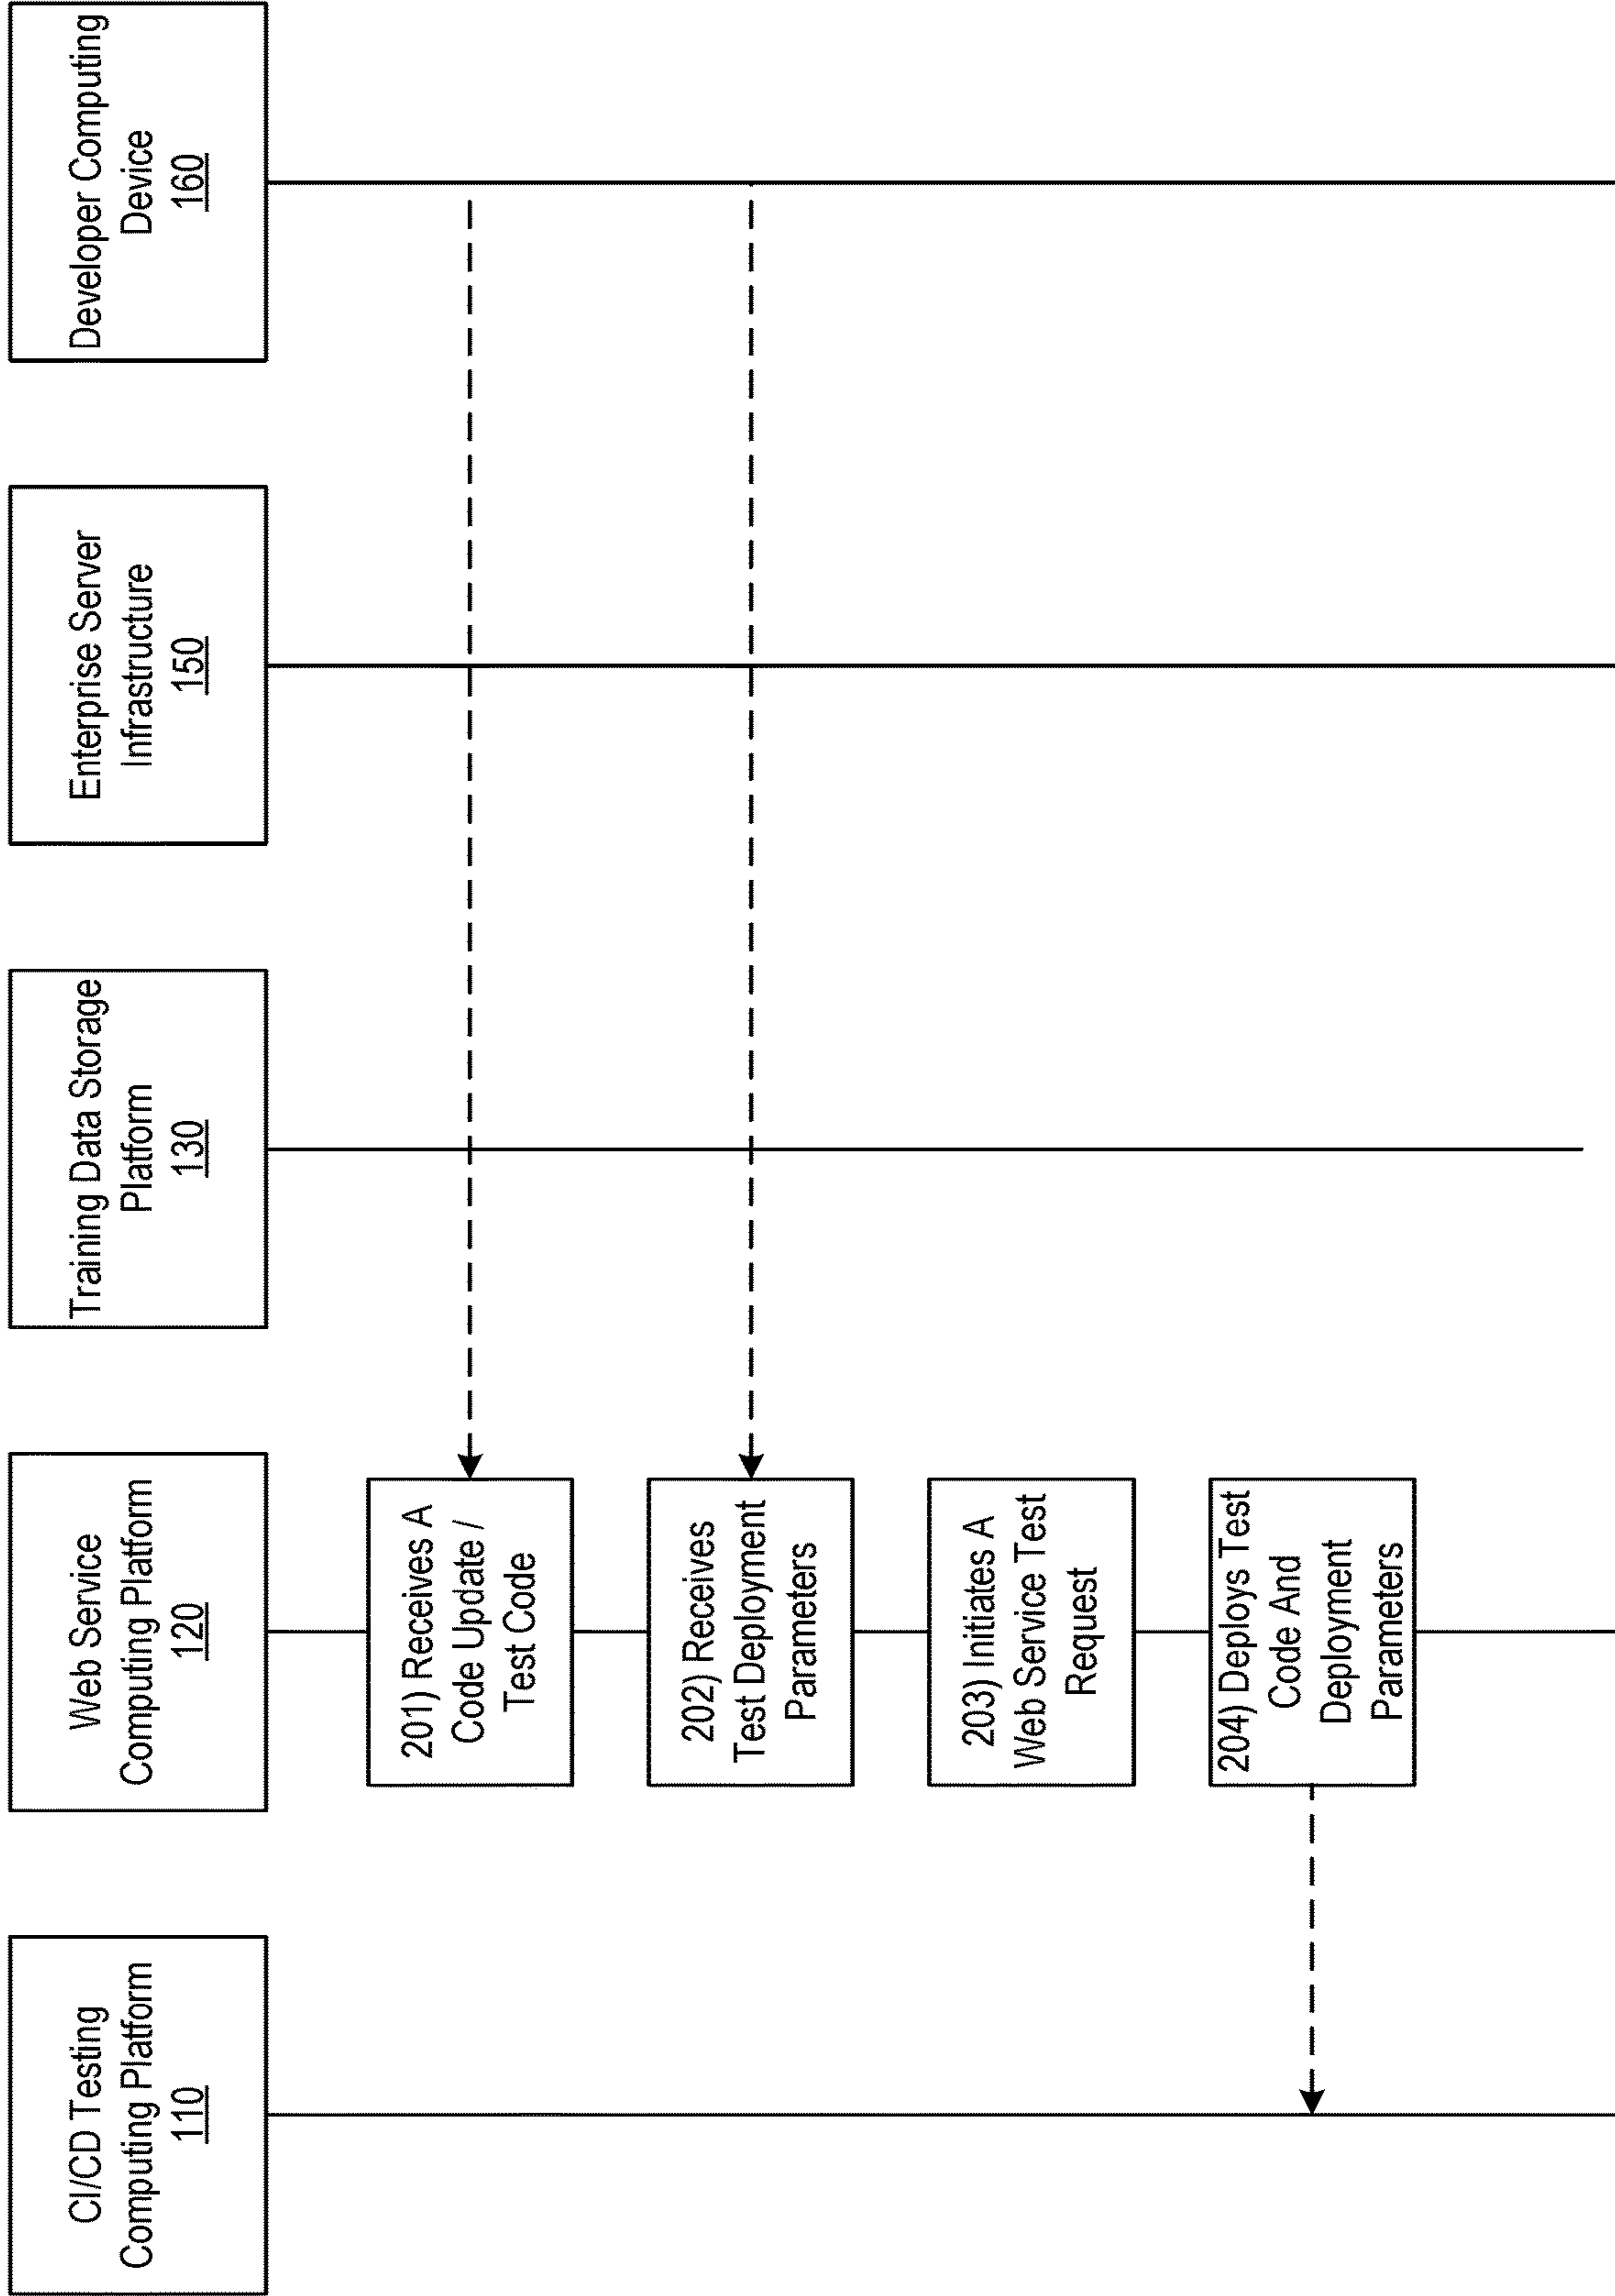 CI/CD Testing
Computing Platform
110
Web Service
Computing Platform
120
Training Data Storage
Platform
130
Enterprise Server
Infrastructure
150
Developer Computing
Device
160
201) Receives A
Code Update /
Test Code
202) Receives
Test Deployment
Parameters
203) Initiates A
Web Service Test
Request
204) Deploys Test
Code And
Deployment
Parameters